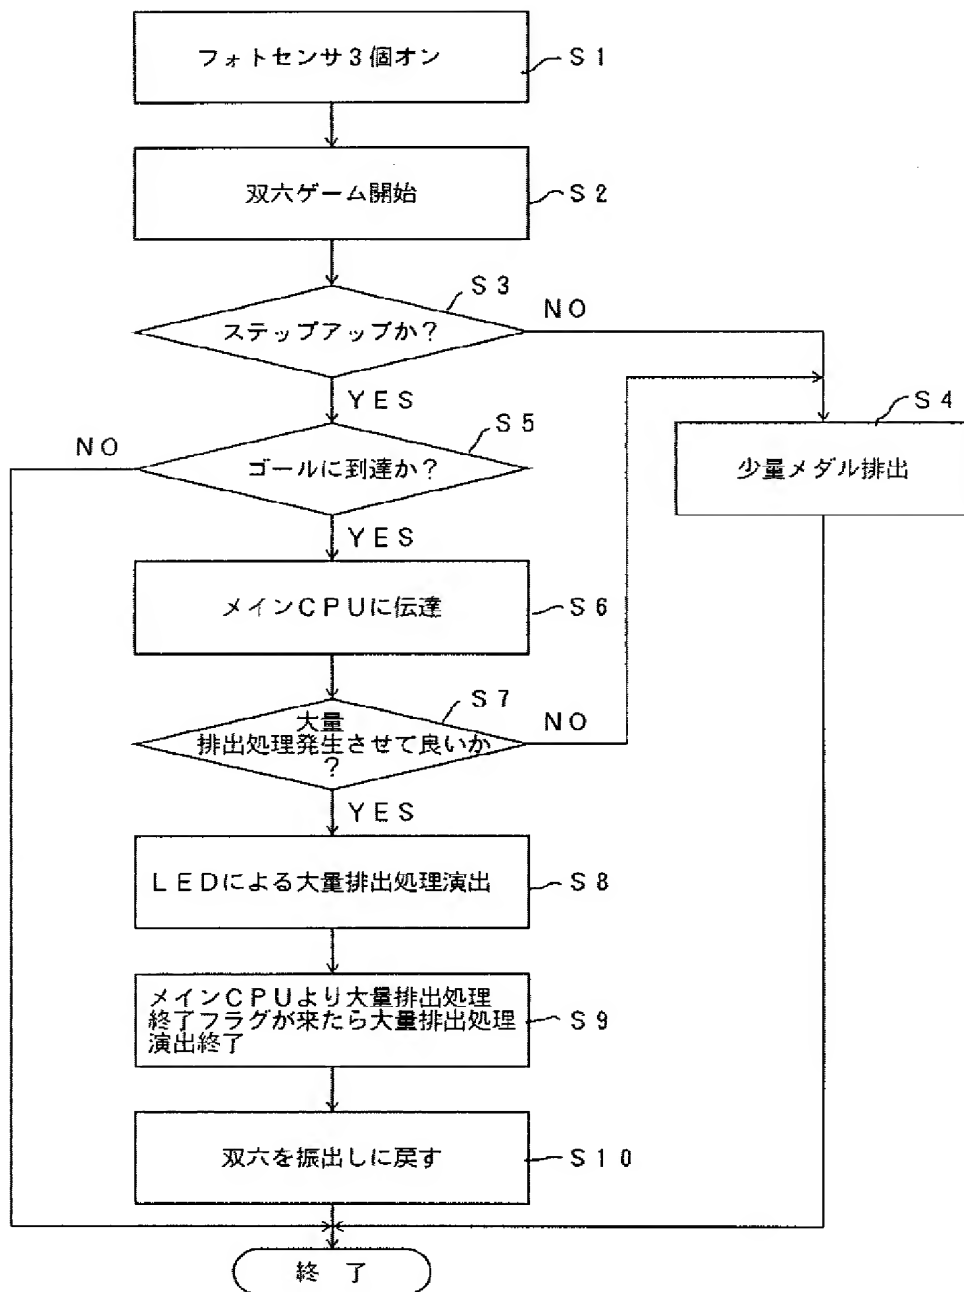 フォトセンサ3個オン
S1
双六ゲーム開始
S2
S3
ステップアップか?
NO
YES
S4
少量メダル排出
S5
NO
ゴールに到達か?
YES
メインCPUに伝達
S6
S7
大量
排出処理発生させて良いか
?
NO
YES
LEDによる大量排出処理演出
S8
メインCPUより大量排出処理
終了フラグが来たら大量排出処理
演出終了
S9
双六を振出しに戻す
S10
終 了